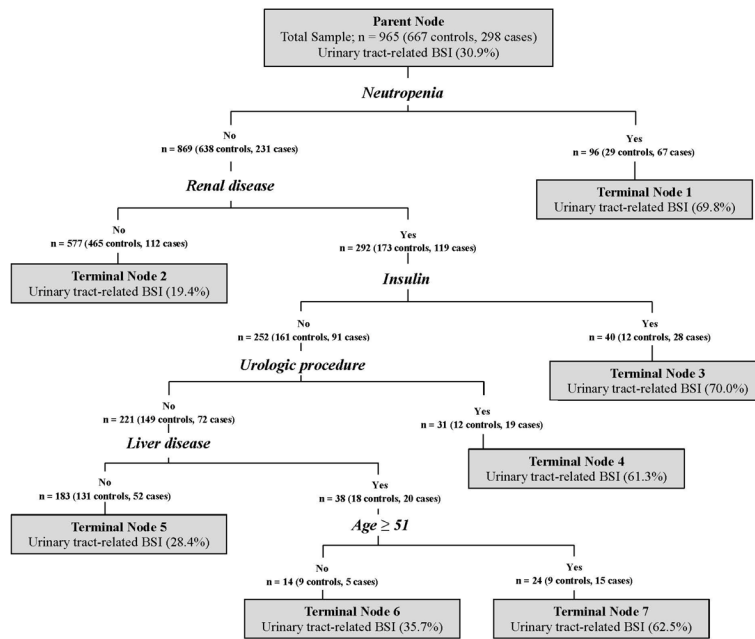 Parent Node
Total Sample; n = 965 (667 controls, 298 cases)
Urinary tract-related BSI (30.9%)
Neutropenia
No
n = 869 (638 controls, 231 cases)
Yes
n = 96 (29 controls, 67 cases)
Renal disease
Terminal Node 1
Urinary tract-related BSI (69.8%)
No
n = 577 (465 controls, 112 cases)
Yes
n = 292 (173 controls, 119 cases)
Terminal Node 2
Urinary tract-related BSI (19.4%)
Insulin
No
n = 252 (161 controls, 91 cases)
Yes
n = 40 (12 controls, 28 cases)
Urologic procedure
Terminal Node 3
Urinary tract-related BSI (70.0%)
No
n = 221 (149 controls, 72 cases)
Yes
n = 31 (12 controls, 19 cases)
Liver disease
Terminal Node 4
Urinary tract-related BSI (61.3%)
No
n = 183 (131 controls, 52 cases)
Yes
n = 38 (18 controls, 20 cases)
Terminal Node 5
Urinary tract-related BSI (28.4%)
Age ≥ 51
No
n = 14 (9 controls, 5 cases)
Yes
n = 24 (9 controls, 15 cases)
Terminal Node 6
Urinary tract-related BSI (35.7%)
Terminal Node 7
Urinary tract-related BSI (62.5%)